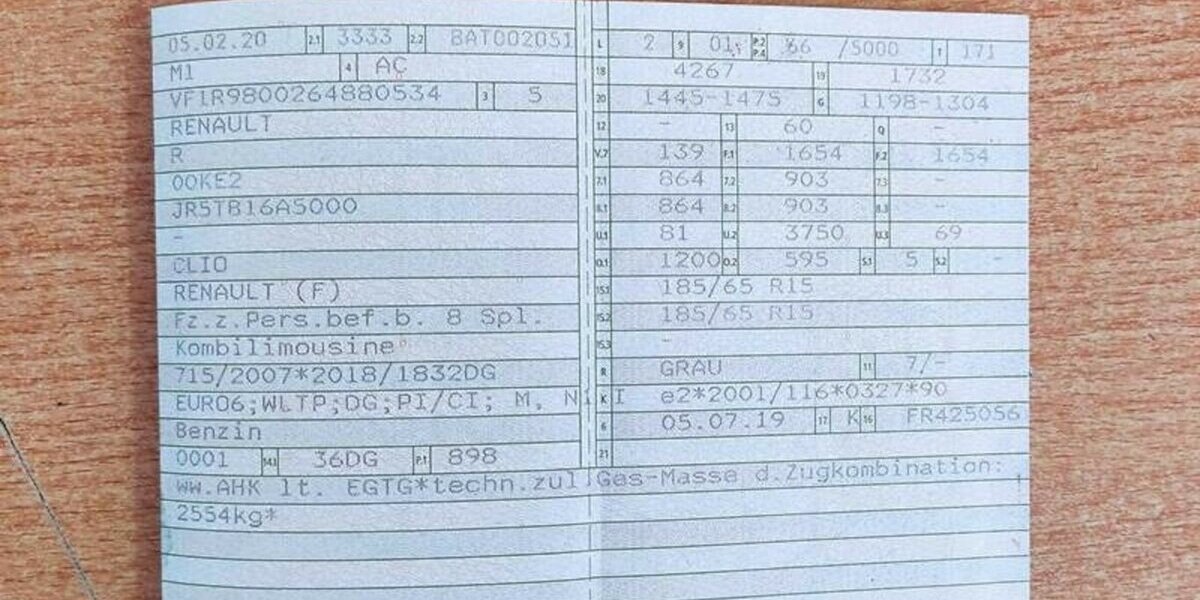 05.02.20 2.1 3333 2.2 BAT002051
M1 4 AC
VF1R9800264880534 3 5
RENAULT
R
00KE2
JR5TB16A5000
-
CLIO
RENAULT (F)
Fz.z.Pers.bef.b. 8 Spl.
Kombilimousine
715/2007*2018/1832DG
EURO6;WLTP;DG;PI/CI; M, N1 I
Benzin
0001 14.1 36DG P.1 898
L 2 9 01 P.2 P.4 66 /5000 T 171
18 4267 19 1732
20 1445-1475 G 1198-1304
12 - 13 60 Q -
V.7 139 F.1 1654 F.2 1654
7.1 864 7.2 903 7.3 -
8.1 864 8.2 903 8.3 -
U.1 81 U.2 3750 U.3 69
O.1 1200 O.2 595 S.1 5 S.2 -
15.1 185/65 R15
15.2 185/65 R15
15.3 -
R GRAU 11 7/-
K e2*2001/116*0327*90
6 05.07.19 17 K 16 FR425056
21
WW.AHK lt. EGTG*techn.zul.Ges-Masse d.Zugkombination:
2554kg*